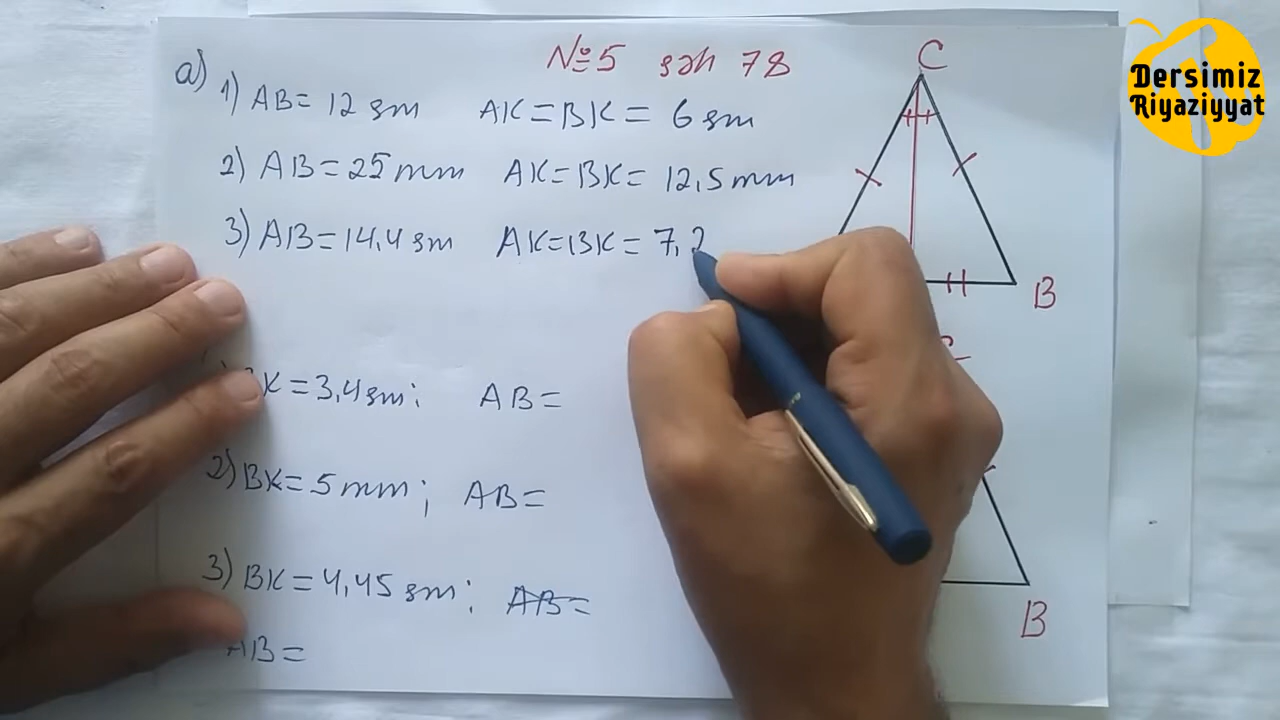 №5 səh 78
a) 1) AB = 12 sm AK = BK = 6 sm
2) AB = 25 mm AK = BK = 12,5 mm
3) AB = 14,4 sm AK = BK = 7,2
BK = 3,4 sm; AB =
2) BK = 5 mm; AB =
3) BK = 4,45 sm; AB =
AB =
C
B
B
Dersimiz
Riyaziyyat